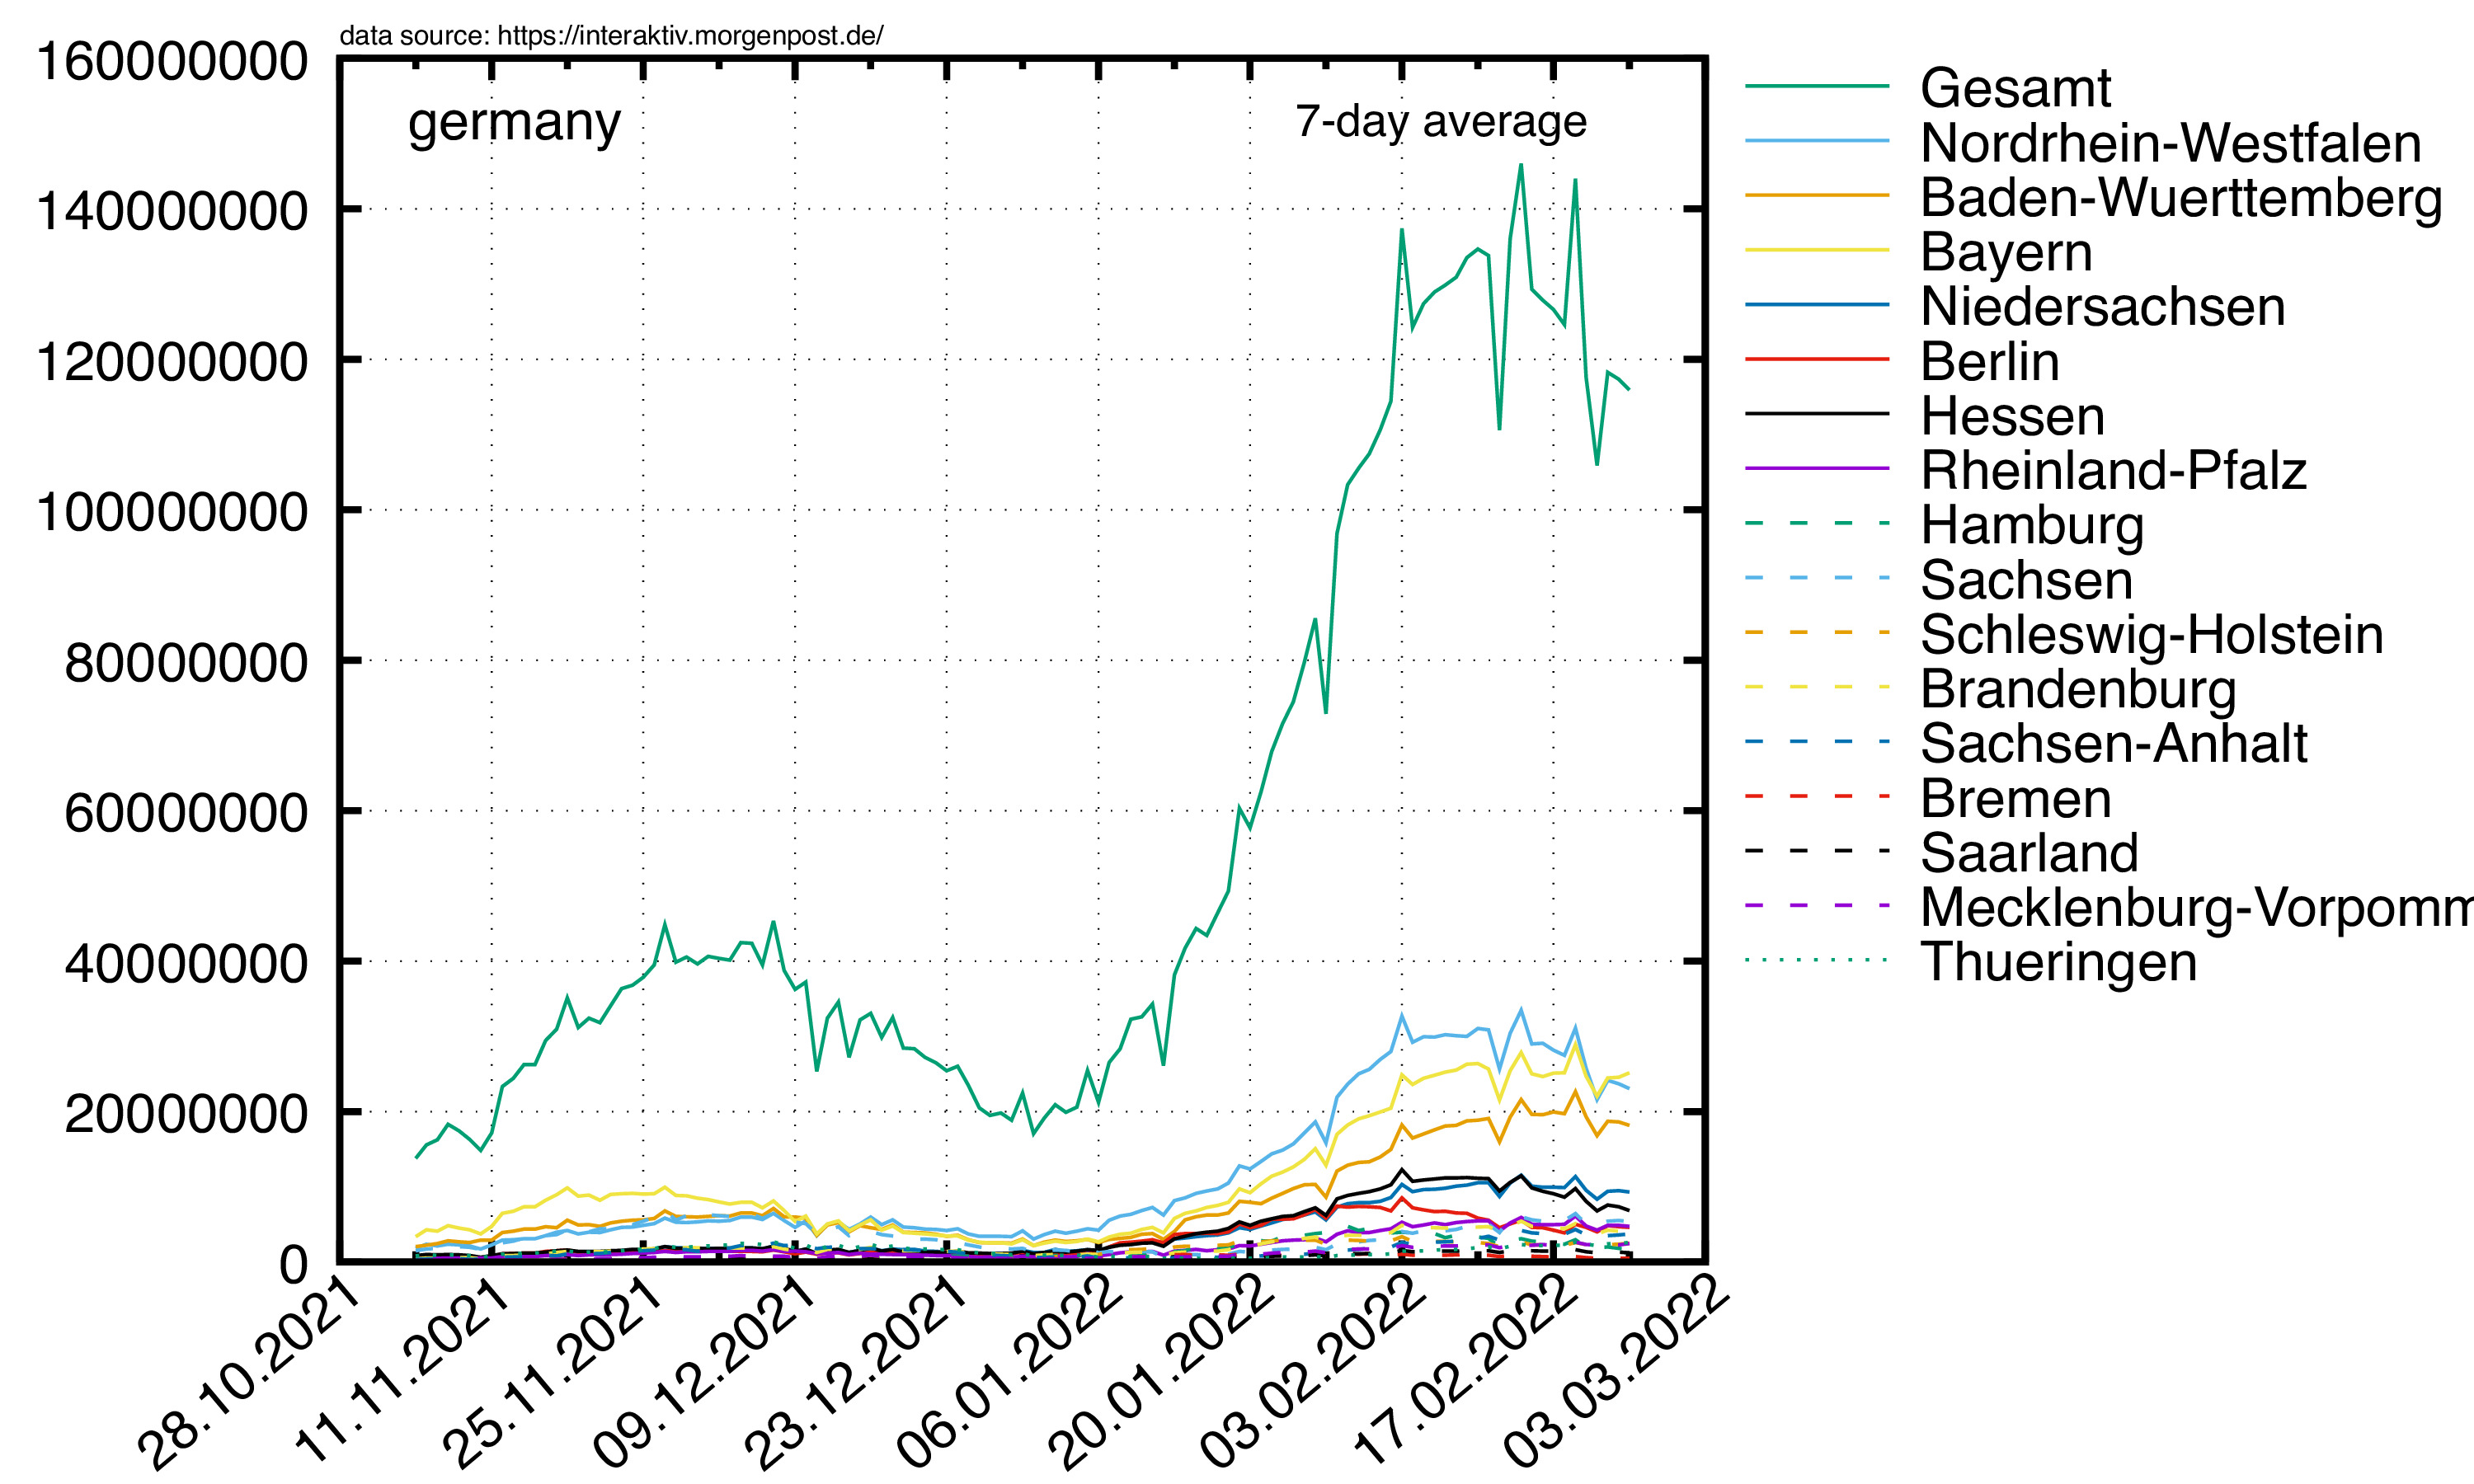 data source: https://interaktiv.morgenpost.de/
160000000
140000000
120000000
100000000
80000000
60000000
40000000
20000000
0
germany
7-day average
28.10.2021
11.11.2021
25.11.2021
09.12.2021
23.12.2021
06.01.2022
20.01.2022
03.02.2022
17.02.2022
03.03.2022
Gesamt
Nordrhein-Westfalen
Baden-Wuerttemberg
Bayern
Niedersachsen
Berlin
Hessen
Rheinland-Pfalz
Hamburg
Sachsen
Schleswig-Holstein
Brandenburg
Sachsen-Anhalt
Bremen
Saarland
Mecklenburg-Vorpomm
Thueringen